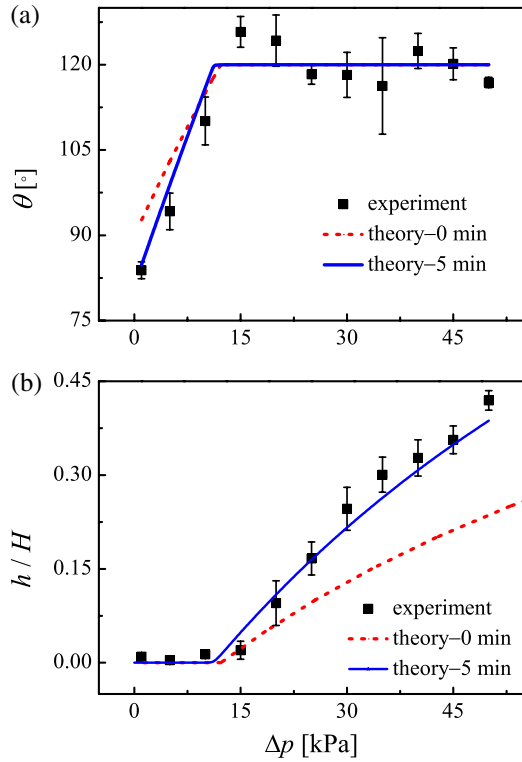 (a)
120
105
90
75
θ [°]
experiment
theory–0 min
theory–5 min
0
15
30
45
(b)
0.45
0.30
0.15
0.00
h / H
experiment
theory–0 min
theory–5 min
0
15
30
45
Δp [kPa]